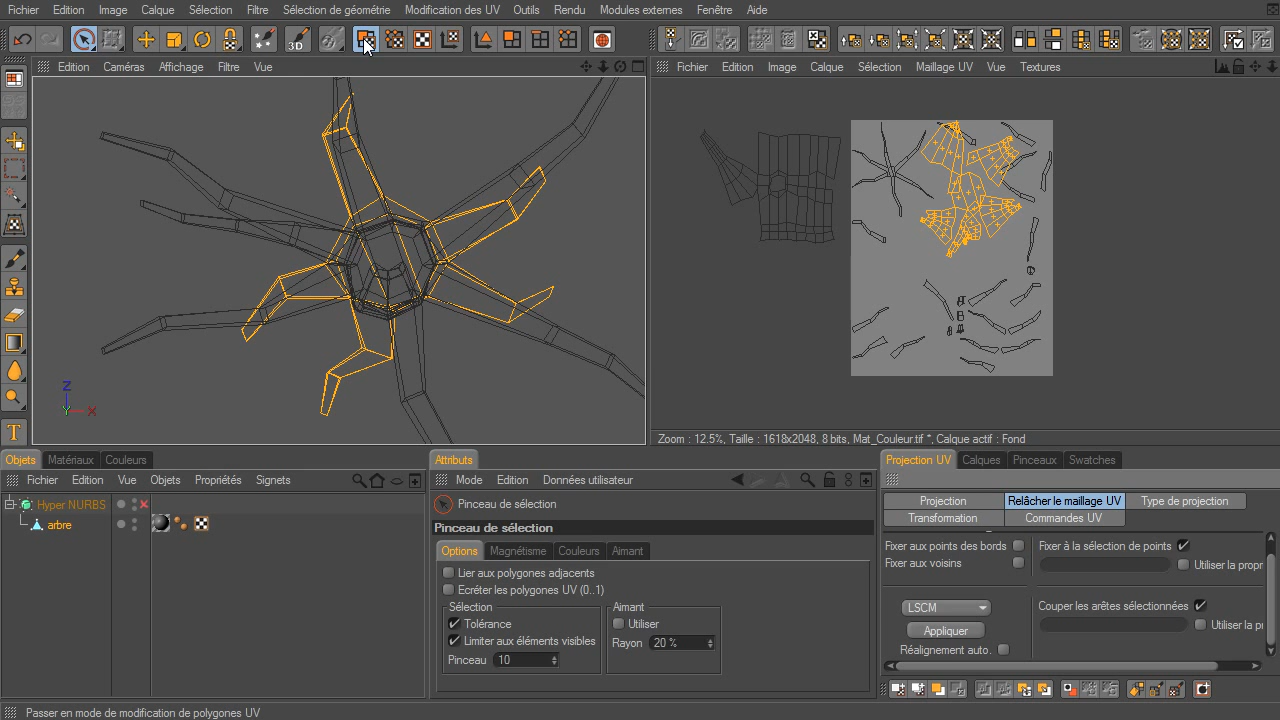 Fichier Edition Image Calque Sélection Filtre Sélection de géométrie Modification des UV Outils Rendu Modules externes Fenêtre Aide
3D
Edition Caméras Affichage Filtre Vue
Fichier Edition Image Calque Sélection Maillage UV Vue Textures
Z
Y
X
T
Zoom : 12.5%, Taille : 1618x2048, 8 bits, Mat_Couleur.tif *, Calque actif : Fond
Objets Matériaux Couleurs
Fichier Edition Vue Objets Propriétés Signets
Hyper NURBS
arbre
Attributs
Mode Edition Données utilisateur
Pinceau de sélection
Pinceau de sélection
Options Magnétisme Couleurs Aimant
Lier aux polygones adjacents
Ecréter les polygones UV (0..1)
Sélection
Tolérance
Limiter aux éléments visibles
Pinceau 10
Aimant
Utiliser
Rayon 20 %
Projection UV Calques Pinceaux Swatches
Projection Relâcher le maillage UV Type de projection
Transformation Commandes UV
Fixer aux points des bords Fixer à la sélection de points
Fixer aux voisins Utiliser la propr
LSCM Couper les arêtes sélectionnées
Appliquer Utiliser la pr
Réalignement auto.
Passer en mode de modification de polygones UV